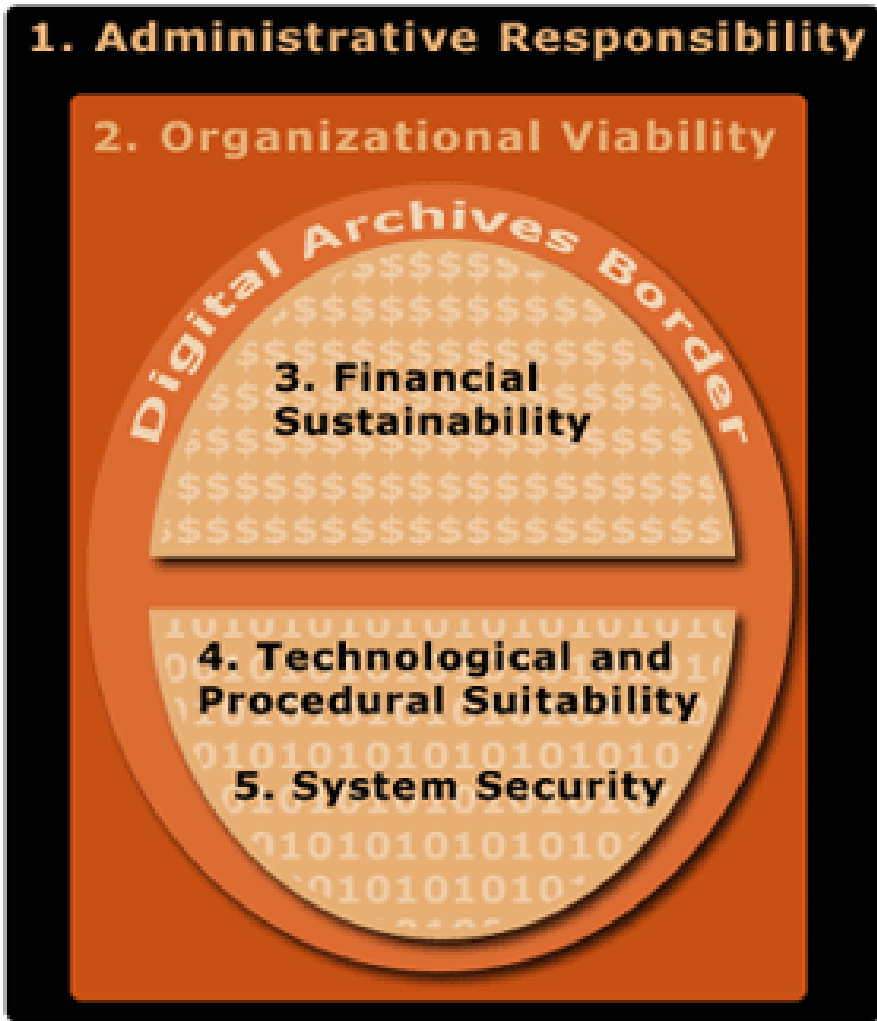 1. Administrative Responsibility
2. Organizational Viability
Digital Archives Border
3. Financial
Sustainability
4. Technological and
Procedural Suitability
5. System Security